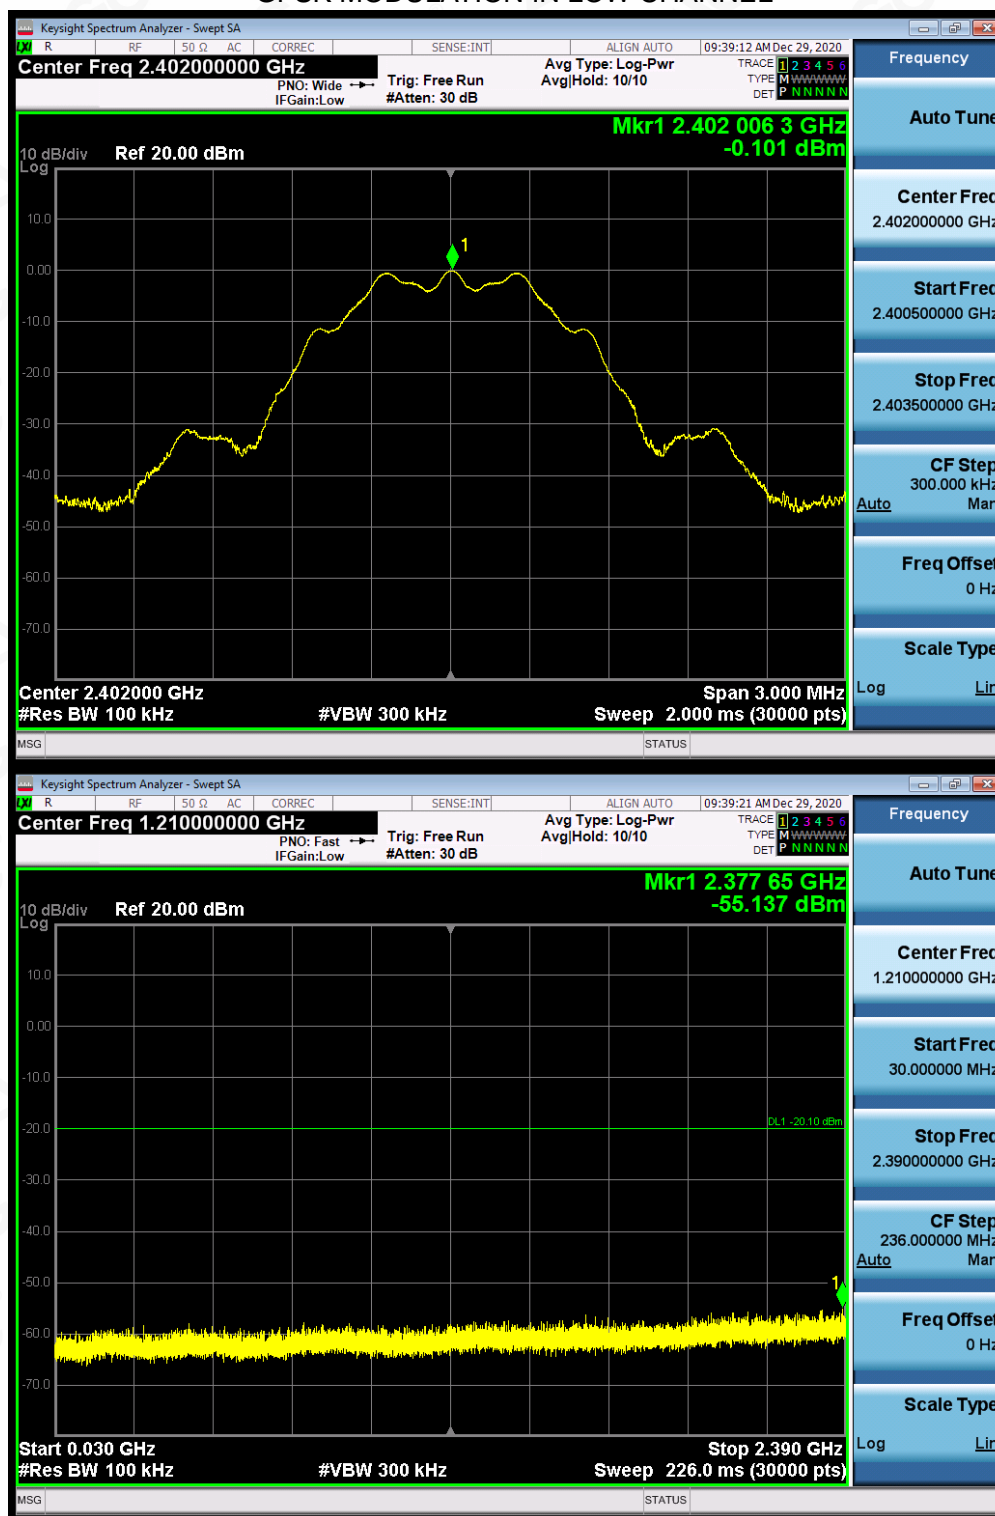 GFSK MODULATION IN LOW CHANNEL
Keysight Spectrum Analyzer - Swept SA
LXI R RF 50 Ω AC CORREC SENSE:INT ALIGN AUTO 09:39:12 AM Dec 29, 2020
Center Freq 2.402000000 GHz
PNO: Wide
IFGain:Low
Trig: Free Run
#Atten: 30 dB
Avg Type: Log-Pwr
Avg|Hold: 10/10
TRACE 1 2 3 4 5 6
TYPE M WWWWW
DET P N N N N N
Mkr1 2.402 006 3 GHz
-0.101 dBm
10 dB/div Ref 20.00 dBm
Log
10.0
0.00
-10.0
-20.0
-30.0
-40.0
-50.0
-60.0
-70.0
1
Center 2.402000 GHz Span 3.000 MHz
#Res BW 100 kHz #VBW 300 kHz Sweep 2.000 ms (30000 pts)
MSG STATUS
Frequency
Auto Tune
Center Freq
2.402000000 GHz
Start Freq
2.400500000 GHz
Stop Freq
2.403500000 GHz
CF Step
300.000 kHz
Auto Man
Freq Offset
0 Hz
Scale Type
Log Lin
Keysight Spectrum Analyzer - Swept SA
LXI R RF 50 Ω AC CORREC SENSE:INT ALIGN AUTO 09:39:21 AM Dec 29, 2020
Center Freq 1.210000000 GHz
PNO: Fast
IFGain:Low
Trig: Free Run
#Atten: 30 dB
Avg Type: Log-Pwr
Avg|Hold: 10/10
TRACE 1 2 3 4 5 6
TYPE M WWWWW
DET P N N N N N
Mkr1 2.377 65 GHz
-55.137 dBm
10 dB/div Ref 20.00 dBm
Log
10.0
0.00
-10.0
-20.0
-30.0
-40.0
-50.0
-60.0
-70.0
DL1 -20.10 dBm
1
Start 0.030 GHz Stop 2.390 GHz
#Res BW 100 kHz #VBW 300 kHz Sweep 226.0 ms (30000 pts)
MSG STATUS
Frequency
Auto Tune
Center Freq
1.210000000 GHz
Start Freq
30.000000 MHz
Stop Freq
2.390000000 GHz
CF Step
236.000000 MHz
Auto Man
Freq Offset
0 Hz
Scale Type
Log Lin